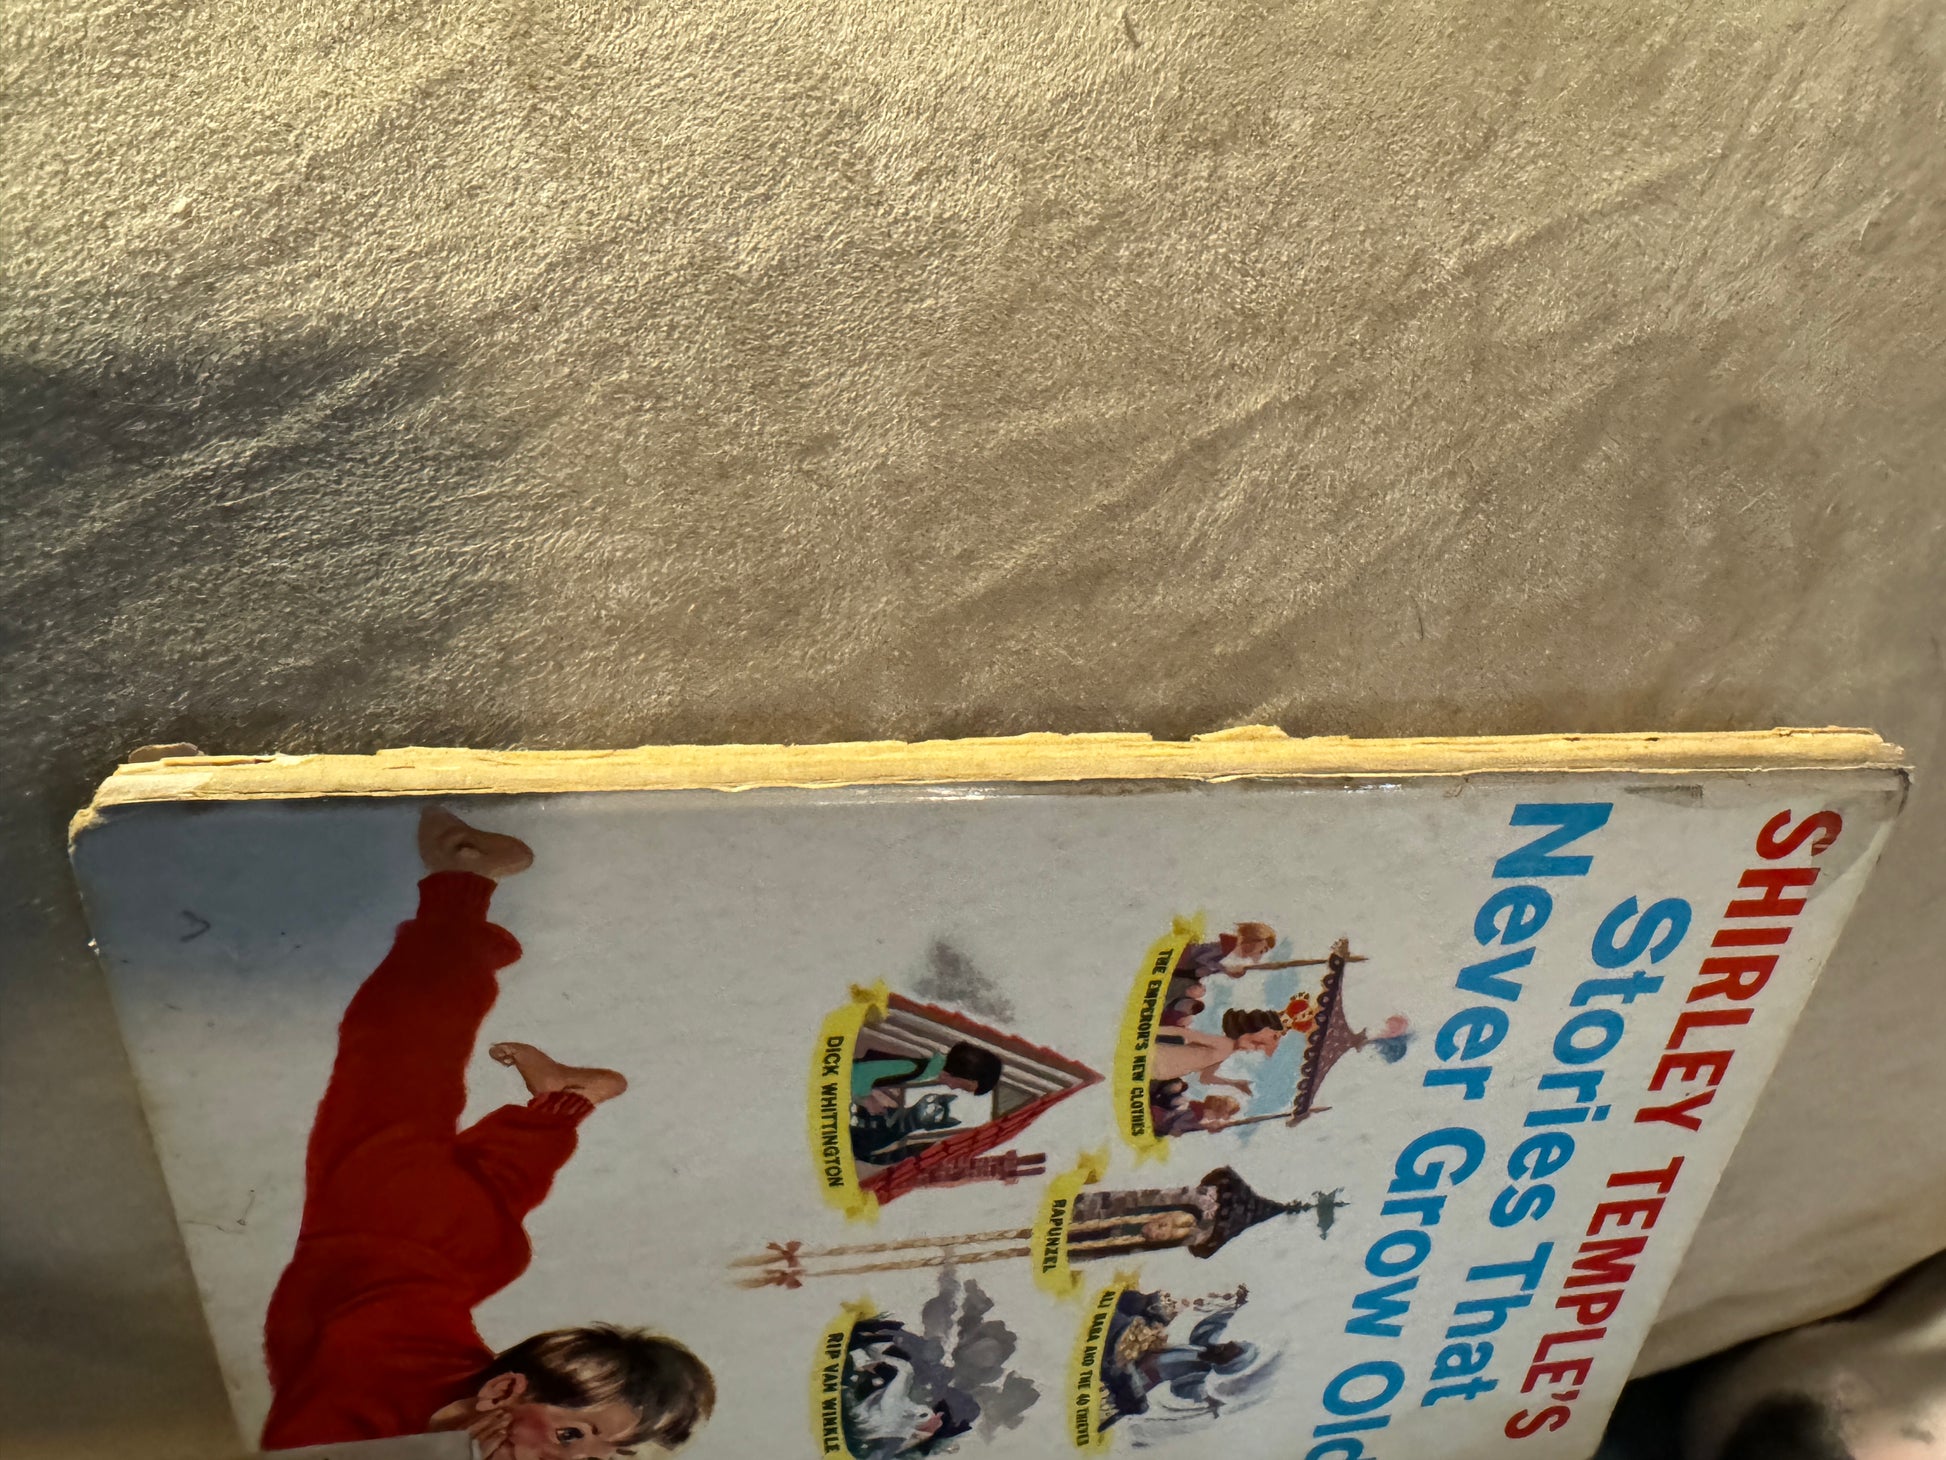 SHIRLEY TEMPLE'S
Stories That
Never Grow Old
THE EMPEROR'S NEW CLOTHES
DICK WHITTINGTON
RAPUNZEL
ALI BABA AND THE 40 THIEVES
RIP VAN WINKLE